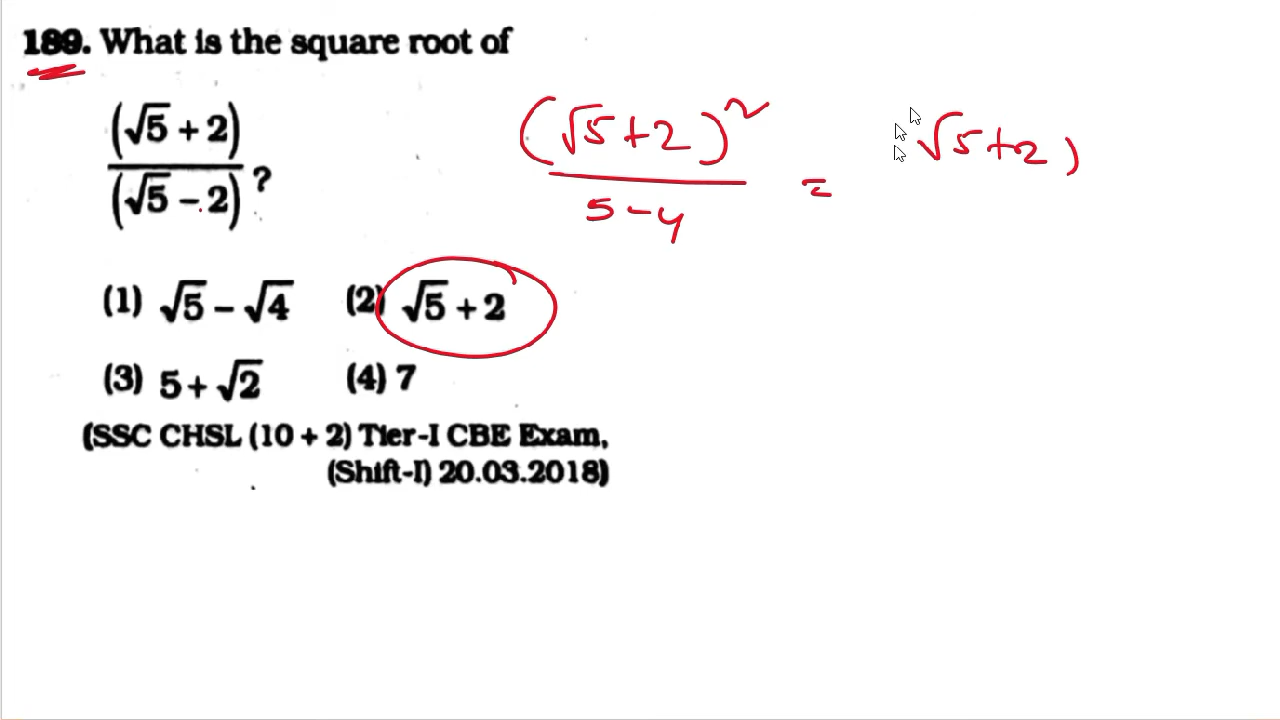 189. What is the square root of
(√5 + 2)
(√5 - 2) ?
(√5+2)²
5-4
= √5+2)
(1) √5 - √4 (2) √5 + 2
(3) 5 + √2 (4) 7
(SSC CHSL (10 + 2) Tier-I CBE Exam,
(Shift-I) 20.03.2018)